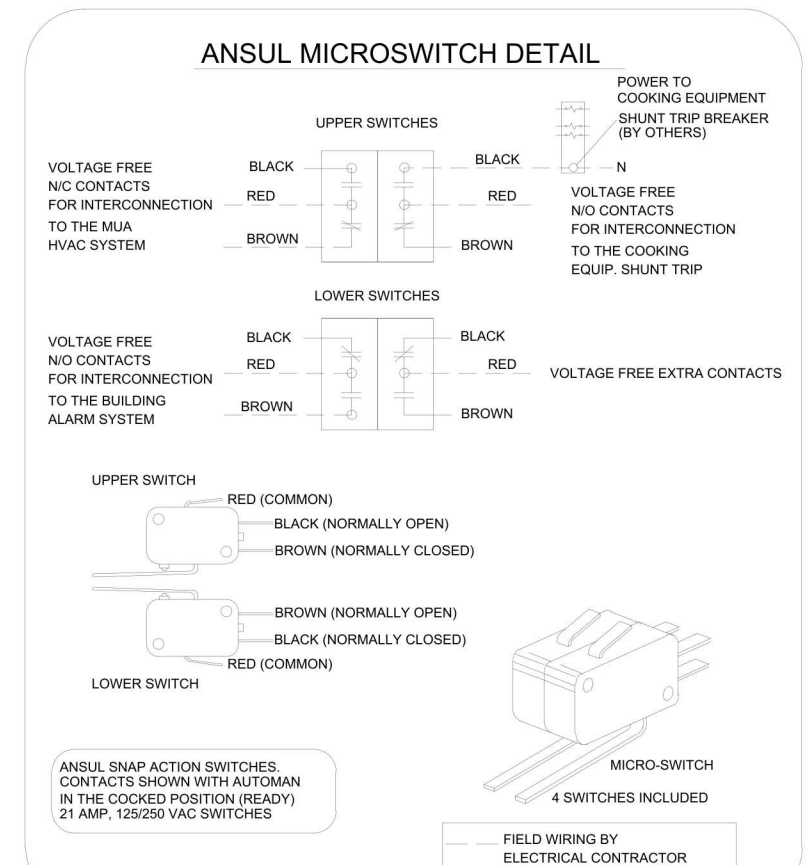 ANSUL MICROSWITCH DETAIL
POWER TO
COOKING EQUIPMENT
SHUNT TRIP BREAKER
(BY OTHERS)
UPPER SWITCHES
VOLTAGE FREE
N/C CONTACTS
FOR INTERCONNECTION
TO THE MUA
HVAC SYSTEM
BLACK
RED
BROWN
BLACK
N
RED
BROWN
VOLTAGE FREE
N/O CONTACTS
FOR INTERCONNECTION
TO THE COOKING
EQUIP. SHUNT TRIP
LOWER SWITCHES
VOLTAGE FREE
N/O CONTACTS
FOR INTERCONNECTION
TO THE BUILDING
ALARM SYSTEM
BLACK
RED
BROWN
BLACK
RED
BROWN
VOLTAGE FREE EXTRA CONTACTS
UPPER SWITCH
RED (COMMON)
BLACK (NORMALLY OPEN)
BROWN (NORMALLY CLOSED)
BROWN (NORMALLY OPEN)
BLACK (NORMALLY CLOSED)
RED (COMMON)
LOWER SWITCH
MICRO-SWITCH
4 SWITCHES INCLUDED
ANSUL SNAP ACTION SWITCHES.
CONTACTS SHOWN WITH AUTOMAN
IN THE COCKED POSITION (READY)
21 AMP, 125/250 VAC SWITCHES
FIELD WIRING BY
ELECTRICAL CONTRACTOR